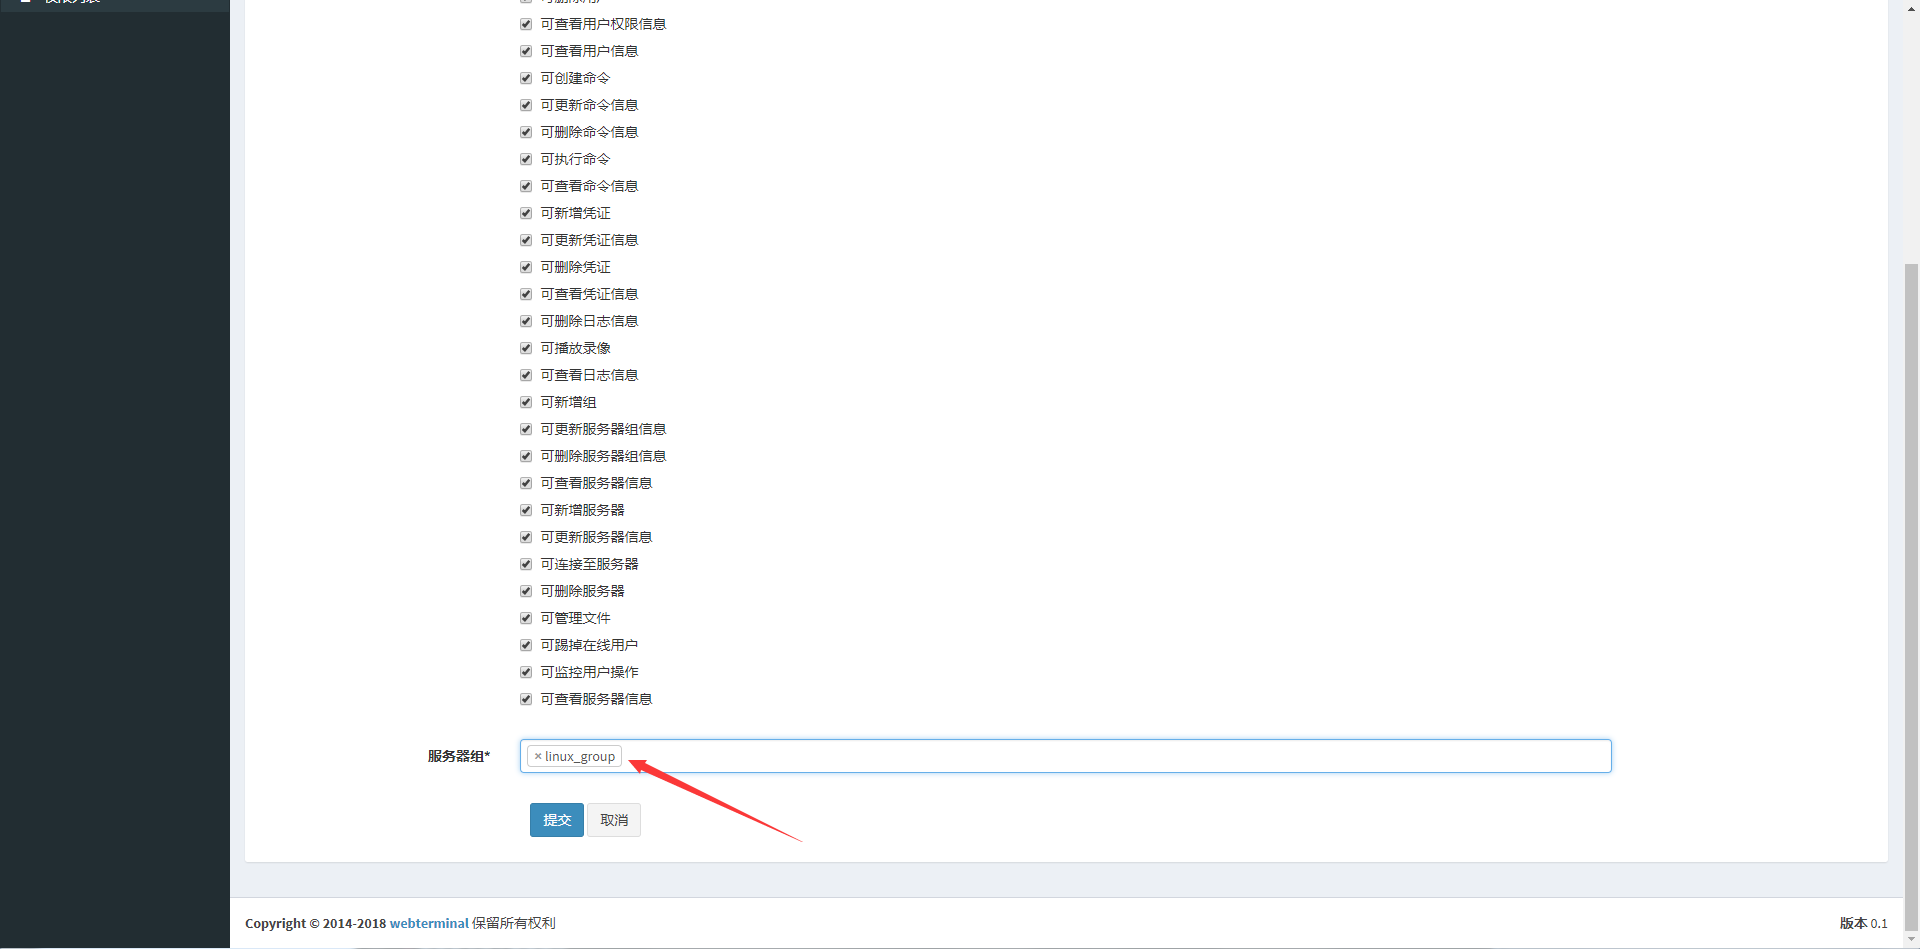 权限列表
可删除用户
可查看用户权限信息
可查看用户信息
可创建命令
可更新命令信息
可删除命令信息
可执行命令
可查看命令信息
可新增凭证
可更新凭证信息
可删除凭证
可查看凭证信息
可删除日志信息
可播放录像
可查看日志信息
可新增组
可更新服务器组信息
可删除服务器组信息
可查看服务器信息
可新增服务器
可更新服务器信息
可连接至服务器
可删除服务器
可管理文件
可踢掉在线用户
可监控用户操作
可查看服务器信息
服务器组* × linux_group
提交 取消
Copyright © 2014-2018 webterminal 保留所有权利 版本 0.1